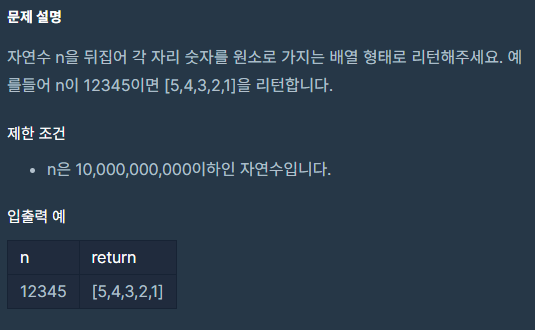 문제 설명
자연수 n을 뒤집어 각 자리 숫자를 원소로 가지는 배열 형태로 리턴해주세요. 예
를들어 n이 12345이면 [5,4,3,2,1]을 리턴합니다.
제한 조건
• n은 10,000,000,000이하인 자연수입니다.
입출력 예
n return
12345 [5,4,3,2,1]